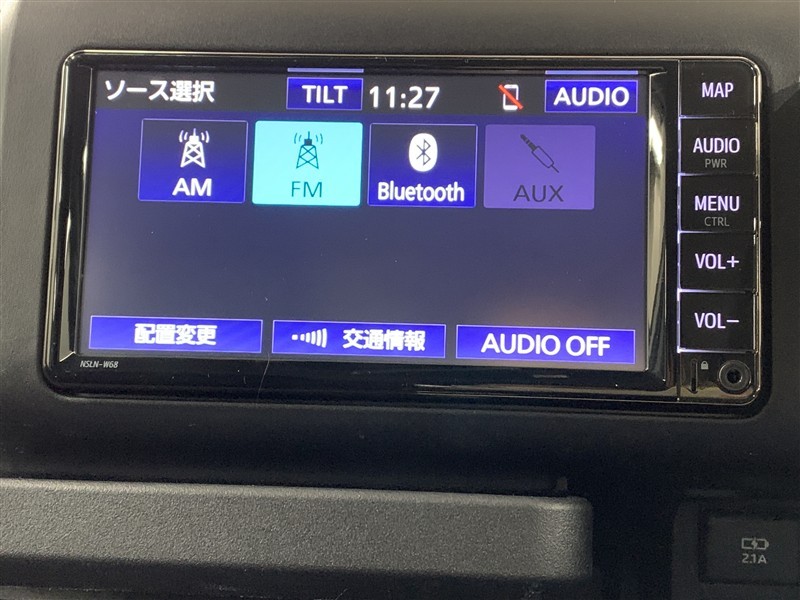 ソース選択 TILT 11:27 AUDIO
AM
FM
Bluetooth
AUX
配置変更
交通情報
AUDIO OFF
NSLN-W68
MAP
AUDIO
PWR
MENU
CTRL
VOL+
VOL−
2.1A